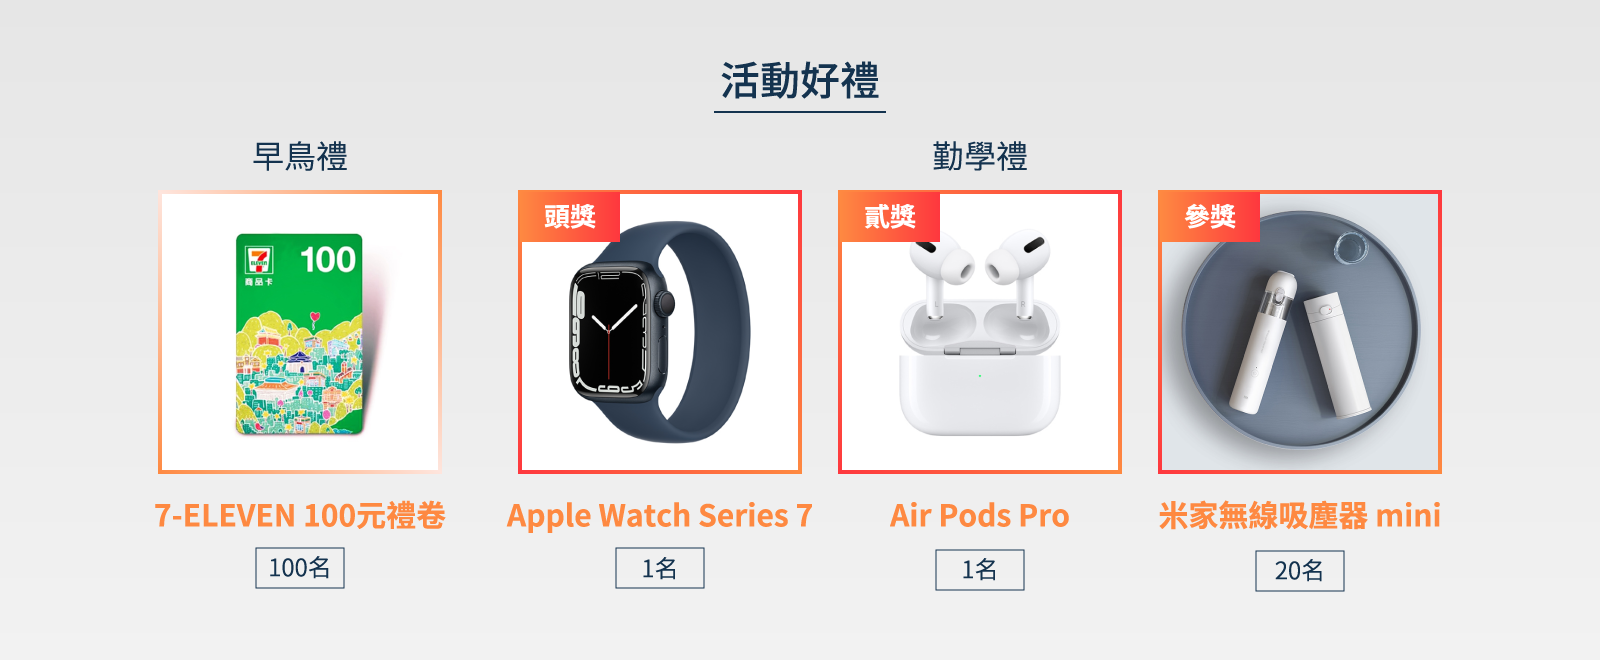 活動好禮
早鳥禮
勤學禮
7
ELEVEN
100
商品卡
頭獎
貳獎
參獎
7-ELEVEN 100元禮卷
Apple Watch Series 7
Air Pods Pro
米家無線吸塵器 mini
100名
1名
1名
20名